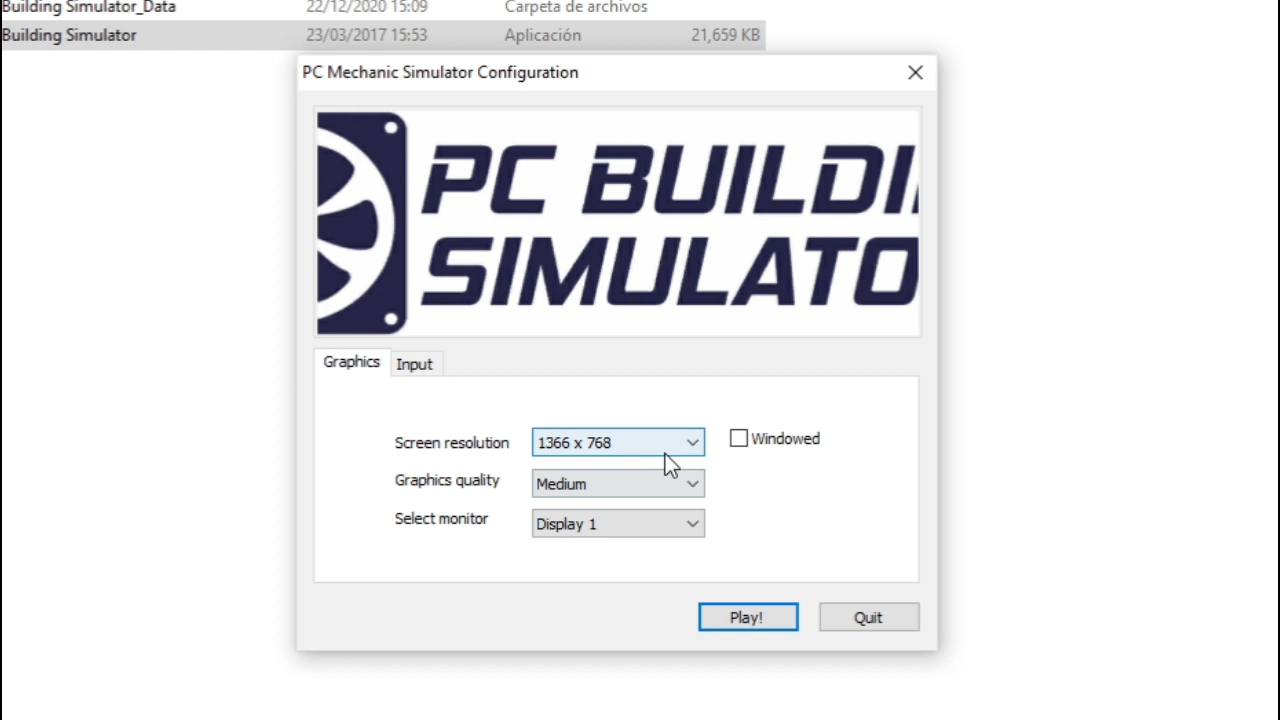 Building Simulator_Data 22/12/2020 15:09 Carpeta de archivos
Building Simulator 23/03/2017 15:53 Aplicación 21,659 KB
PC Mechanic Simulator Configuration
PC BUILDI
SIMULATO
Graphics Input
Screen resolution 1366 x 768 Windowed
Graphics quality Medium
Select monitor Display 1
Play! Quit